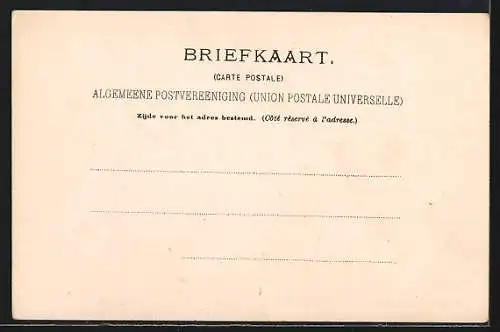 BRIEFKAART.
(CARTE POSTALE)
ALGEMEENE POSTVEREENIGING (UNION POSTALE UNIVERSELLE)
Zijde voor het adres bestemd. (Côté réservé à l'adresse.)